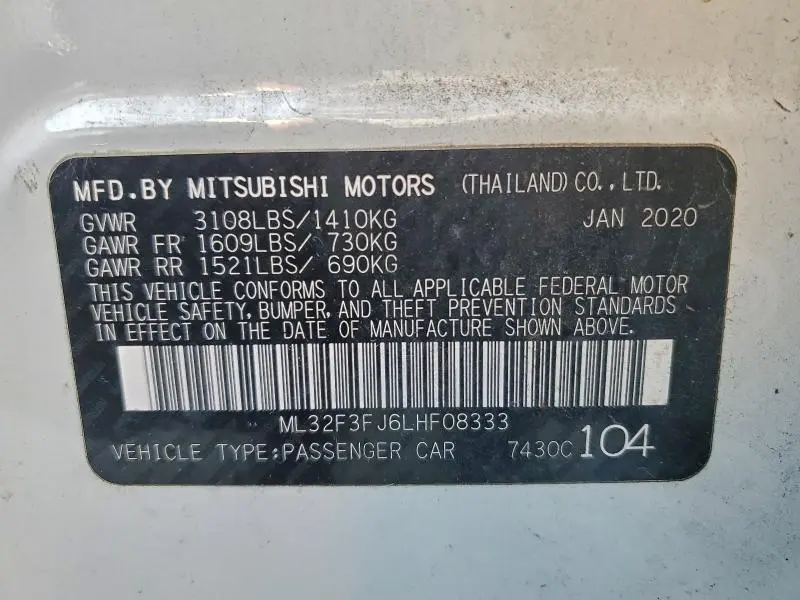 MFD.BY MITSUBISHI MOTORS (THAILAND) CO., LTD.
GVWR 3108LBS/1410KG JAN 2020
GAWR FR 1609LBS/ 730KG
GAWR RR 1521LBS/ 690KG
THIS VEHICLE CONFORMS TO ALL APPLICABLE FEDERAL MOTOR
VEHICLE SAFETY, BUMPER, AND THEFT PREVENTION STANDARDS
IN EFFECT ON THE DATE OF MANUFACTURE SHOWN ABOVE.
ML32F3FJ6LHF08333
VEHICLE TYPE:PASSENGER CAR 7430C 104